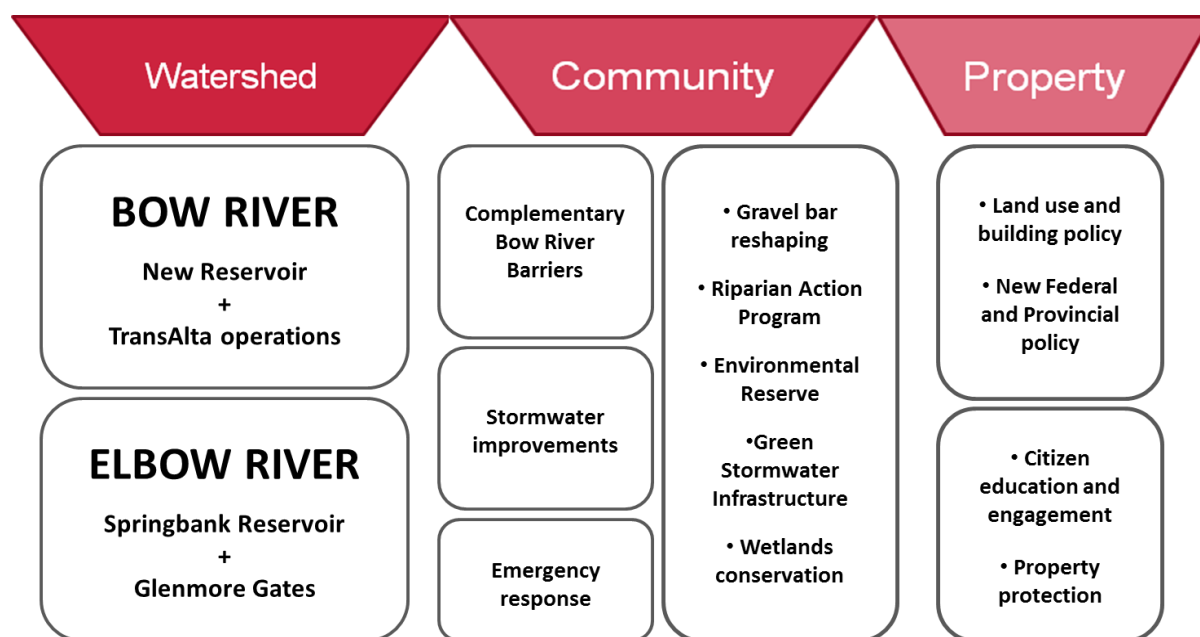 Watershed
Community
Property
BOW RIVER
New Reservoir
+
TransAlta operations
ELBOW RIVER
Springbank Reservoir
+
Glenmore Gates
Complementary
Bow River
Barriers
Stormwater
improvements
Emergency
response
• Gravel bar
reshaping
• Riparian Action
Program
• Environmental
Reserve
•Green
Stormwater
Infrastructure
• Wetlands
conservation
• Land use and
building policy
• New Federal
and Provincial
policy
• Citizen
education and
engagement
• Property
protection